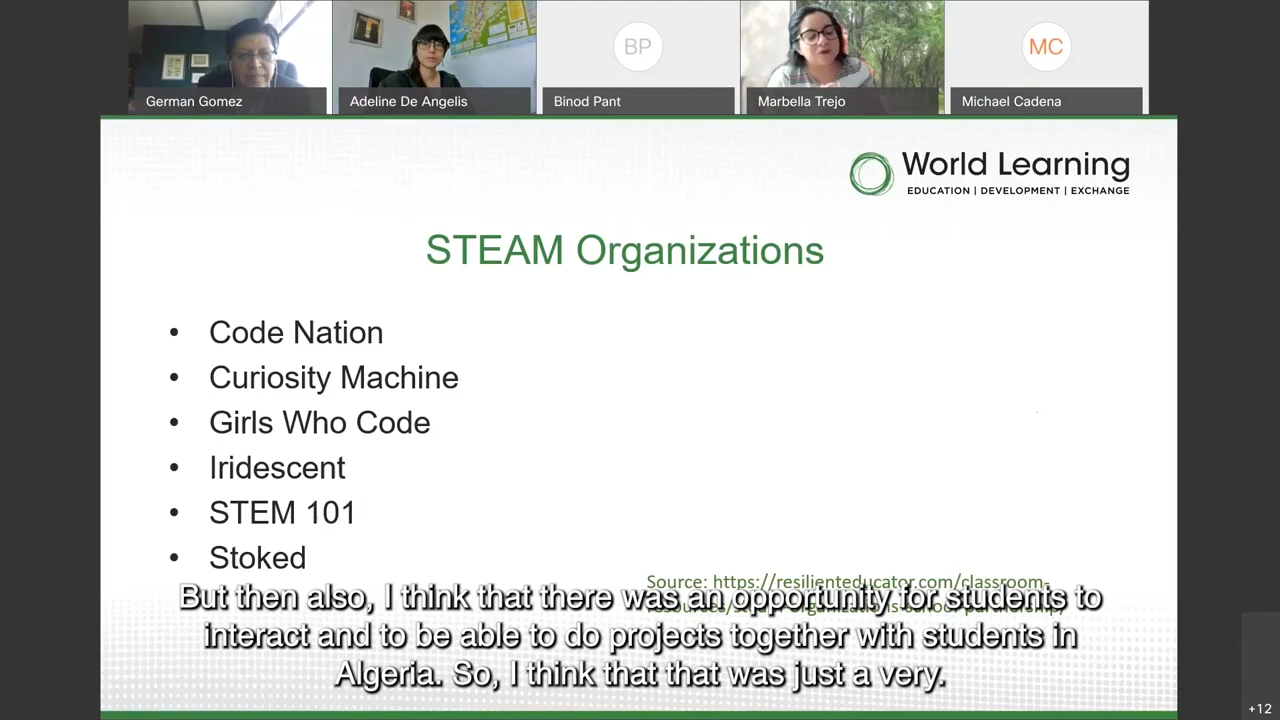 German Gomez
Adeline De Angelis
BP
Binod Pant
Marbella Trejo
MC
Michael Cadena
World Learning
EDUCATION | DEVELOPMENT | EXCHANGE
STEAM Organizations
• Code Nation
• Curiosity Machine
• Girls Who Code
• Iridescent
• STEM 101
• Stoked
Source: https://resilienteducator.com/classroom-
But then also, I think that there was an opportunity for students to
interact and to be able to do projects together with students in
Algeria. So, I think that that was just a very.
+12